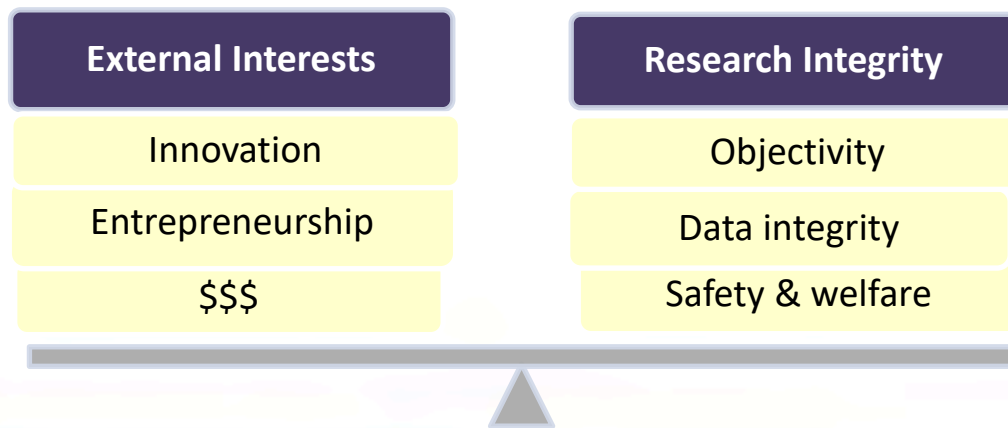 External Interests
Innovation
Entrepreneurship
$$$
Research Integrity
Objectivity
Data integrity
Safety & welfare